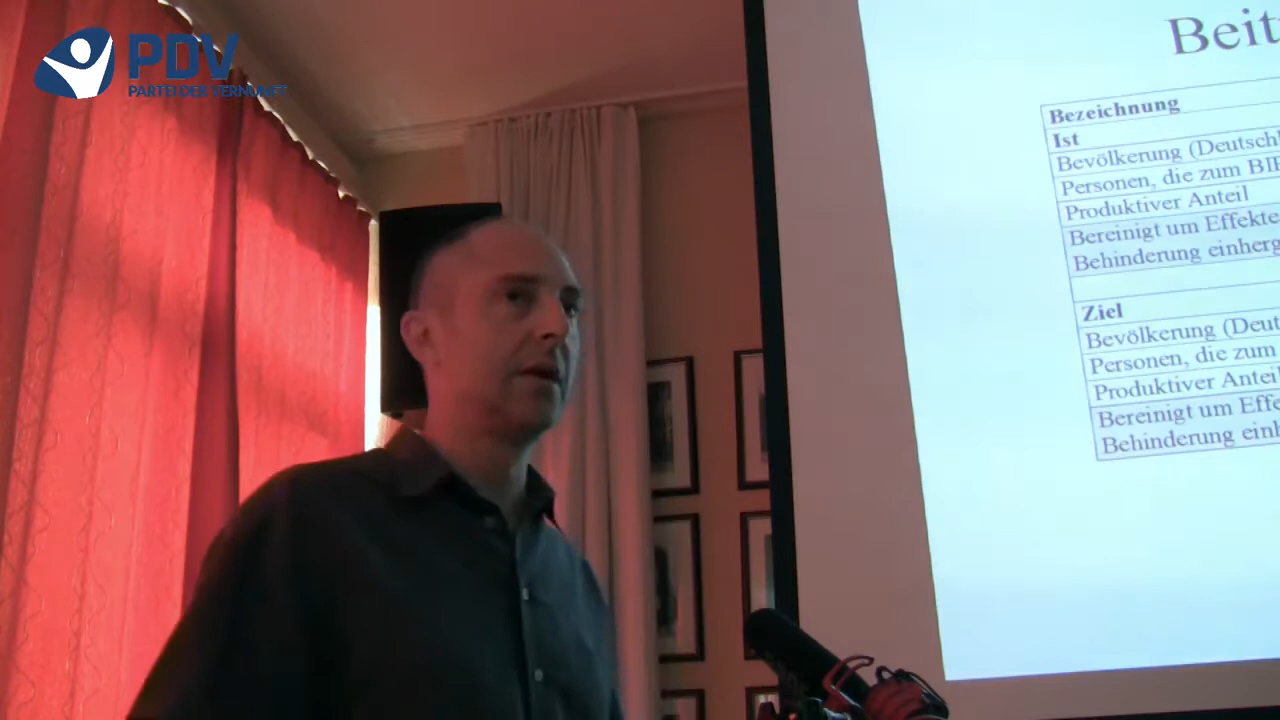 PDV
PARTEI DER VERNUNFT
Beit
Bezeichnung
Ist
Bevölkerung (Deutschl
Personen, die zum BIP
Produktiver Anteil
Bereinigt um Effekte
Behinderung einherg
Ziel
Bevölkerung (Deut
Personen, die zum
Produktiver Anteil
Bereinigt um Effe
Behinderung einh